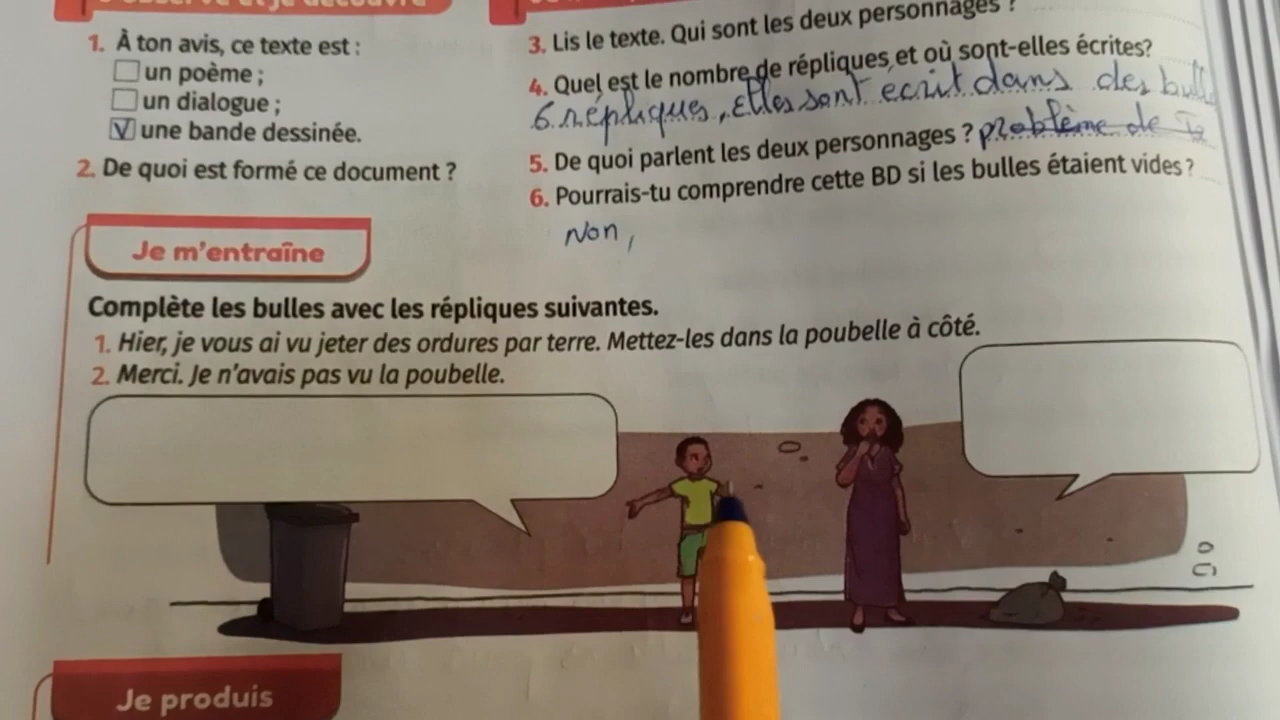 1. À ton avis, ce texte est :
un poème ;
un dialogue ;
V une bande dessinée.
2. De quoi est formé ce document ?
3. Lis le texte. Qui sont les deux personnages ?
4. Quel est le nombre de répliques et où sont-elles écrites?
6 répliques, Elles sont écrit dans des bull
5. De quoi parlent les deux personnages ? problème de
6. Pourrais-tu comprendre cette BD si les bulles étaient vides ?
Non,
Je m'entraîne
Complète les bulles avec les répliques suivantes.
1. Hier, je vous ai vu jeter des ordures par terre. Mettez-les dans la poubelle à côté.
2. Merci. Je n'avais pas vu la poubelle.
Je produis